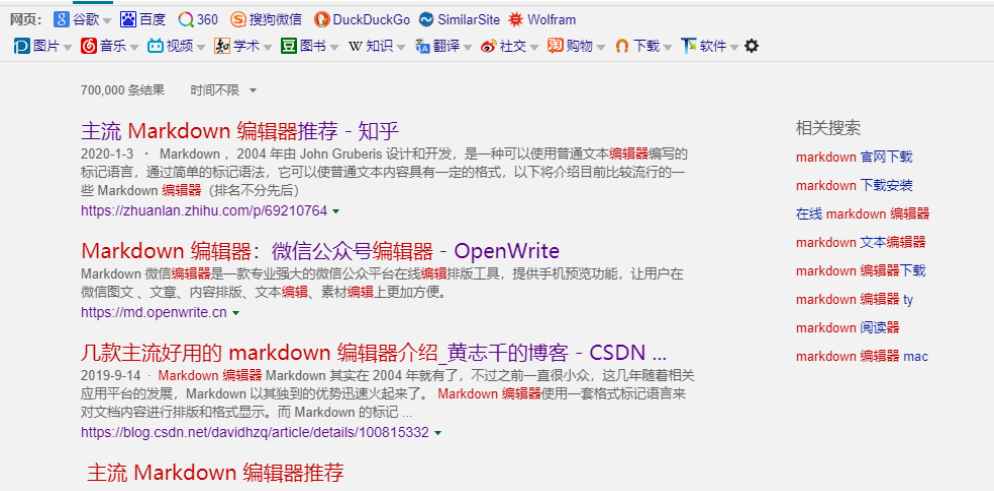 网页: 谷歌 百度 360 搜狗微信 DuckDuckGo SimilarSite Wolfram
图片 音乐 视频 学术 图书 知识 翻译 社交 购物 下载 软件
700,000 条结果 时间不限
主流 Markdown 编辑器推荐 - 知乎
2020-1-3 · Markdown ，2004 年由 John Gruberis 设计和开发，是一种可以使用普通文本编辑器编写的
标记语言，通过简单的标记语法，它可以使普通文本内容具有一定的格式，以下将介绍目前比较流行的一
些 Markdown 编辑器（排名不分先后）
https://zhuanlan.zhihu.com/p/69210764
Markdown 编辑器：微信公众号编辑器 - OpenWrite
Markdown 微信编辑器是一款专业强大的微信公众平台在线编辑排版工具，提供手机预览功能，让用户在
微信图文 、文章、内容排版、文本编辑、素材编辑上更加方便。
https://md.openwrite.cn
几款主流好用的 markdown 编辑器介绍_黄志千的博客 - CSDN ...
2019-9-14 · Markdown 编辑器 Markdown 其实在 2004 年就有了，不过之前一直很小众，这几年随着相关
应用平台的发展，Markdown 以其独到的优势迅速火起来了。 Markdown 编辑器使用一套格式标记语言来
对文档内容进行排版和格式显示。而 Markdown 的标记 ...
https://blog.csdn.net/davidhzq/article/details/100815332
主流 Markdown 编辑器推荐
相关搜索
markdown 官网下载
markdown 下载安装
在线 markdown 编辑器
markdown 文本编辑器
markdown 编辑器下载
markdown 编辑器 ty
markdown 阅读器
markdown 编辑器 mac